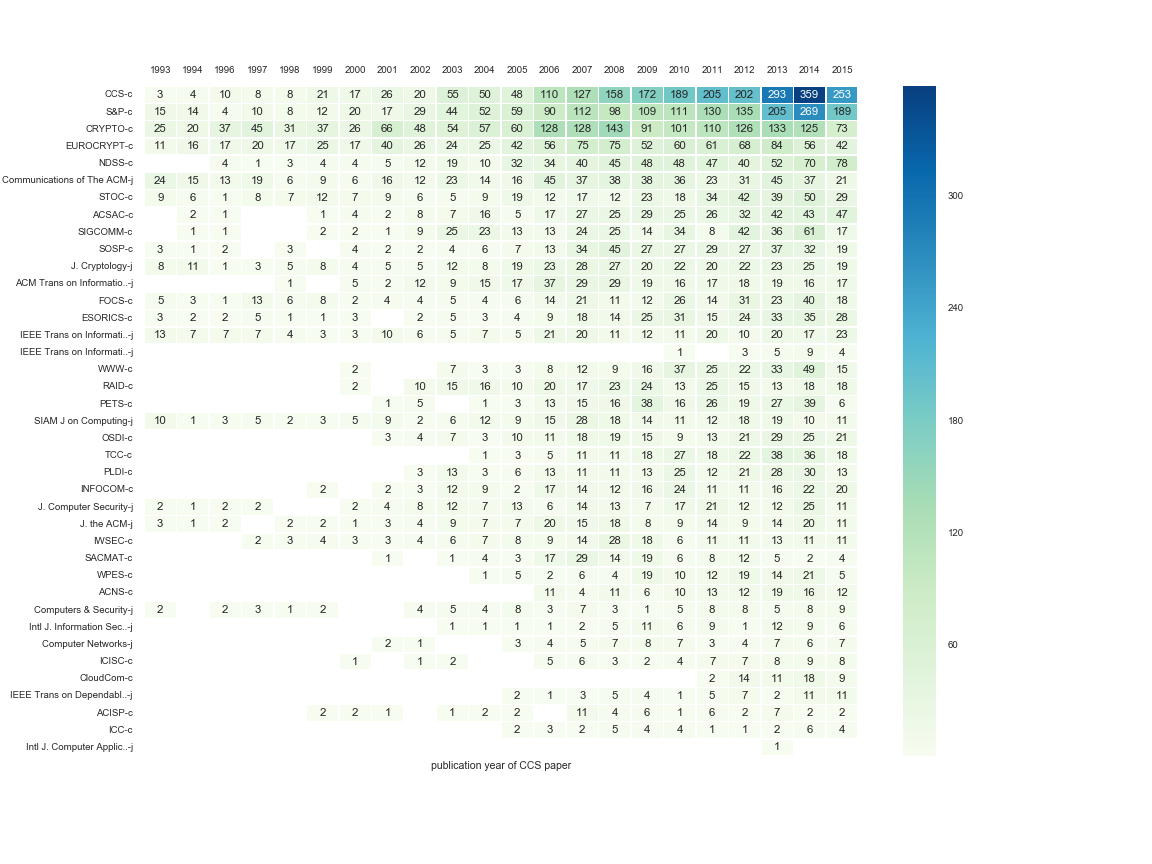 1993 1994 1996 1997 1998 1999 2000 2001 2002 2003 2004 2005 2006 2007 2008 2009 2010 2011 2012 2013 2014 2015
CCS-c 3 4 10 8 8 21 17 26 20 55 50 48 110 127 158 172 189 205 202 293 359 253
S&P-c 15 14 4 10 8 12 20 17 29 44 52 59 90 112 98 109 111 130 135 205 269 189
CRYPTO-c 25 20 37 45 31 37 26 66 48 54 57 60 128 128 143 91 101 110 126 133 125 73
EUROCRYPT-c 11 16 17 20 17 25 17 40 26 24 25 42 56 75 75 52 60 61 68 84 56 42
NDSS-c 4 1 3 4 4 5 12 19 10 32 34 40 45 48 48 47 40 52 70 78
Communications of The ACM-j 24 15 13 19 6 9 6 16 12 23 14 16 45 37 38 38 36 23 31 45 37 21
STOC-c 9 6 1 8 7 12 7 9 6 5 9 19 12 17 12 23 18 34 42 39 50 29
300
ACSAC-c 2 1 1 4 2 8 7 16 5 17 27 25 29 25 26 32 42 43 47
SIGCOMM-c 1 1 2 2 1 9 25 23 13 13 24 25 14 34 8 42 36 61 17
SOSP-c 3 1 2 3 4 2 2 4 6 7 13 34 45 27 27 29 27 37 32 19
J. Cryptology-j 8 11 1 3 5 8 4 5 5 12 8 19 23 28 27 20 22 20 22 23 25 19
ACM Trans on Informatio..-j 1 5 2 12 9 15 17 37 29 29 19 16 17 18 19 16 17
FOCS-c 5 3 1 13 6 8 2 4 4 5 4 6 14 21 11 12 26 14 31 23 40 18
240
ESORICS-c 3 2 2 5 1 1 3 2 5 3 4 9 18 14 25 31 15 24 33 35 28
IEEE Trans on Informati..-j 13 7 7 7 4 3 3 10 6 5 7 5 21 20 11 12 11 20 10 20 17 23
IEEE Trans on Informati..-j 1 3 5 9 4
WWW-c 2 7 3 3 8 12 9 16 37 25 22 33 49 15
RAID-c 2 10 15 16 10 20 17 23 24 13 25 15 13 18 18
PETS-c 1 5 1 3 13 15 16 38 16 26 19 27 39 6
SIAM J on Computing-j 10 1 3 5 2 3 5 9 2 6 12 9 15 28 18 14 11 12 18 19 10 11
180
OSDI-c 3 4 7 3 10 11 18 19 15 9 13 21 29 25 21
TCC-c 1 3 5 11 11 18 27 18 22 38 36 18
PLDI-c 3 13 3 6 13 11 11 13 25 12 21 28 30 13
INFOCOM-c 2 2 3 12 9 2 17 14 12 16 24 11 11 16 22 20
J. Computer Security-j 2 1 2 2 2 4 8 12 7 13 6 14 13 7 17 21 12 12 25 11
J. the ACM-j 3 1 2 2 2 1 3 4 9 7 7 20 15 18 8 9 14 9 14 20 11
120
IWSEC-c 2 3 4 3 3 4 6 7 8 9 14 28 18 6 11 11 13 11 11
SACMAT-c 1 1 4 3 17 29 14 19 6 8 12 5 2 4
WPES-c 1 5 2 6 4 19 10 12 19 14 21 5
ACNS-c 11 4 11 6 10 13 12 19 16 12
Computers & Security-j 2 2 3 1 2 4 5 4 8 3 7 3 1 5 8 8 5 8 9
Intl J. Information Sec..-j 1 1 1 1 2 5 11 6 9 1 12 9 6
Computer Networks-j 2 1 3 4 5 7 8 7 3 4 7 6 7
60
ICISC-c 1 1 2 5 6 3 2 4 7 7 8 9 8
CloudCom-c 2 14 11 18 9
IEEE Trans on Dependabl..-j 2 1 3 5 4 1 5 7 2 11 11
ACISP-c 2 2 1 1 2 2 11 4 6 1 6 2 7 2 2
ICC-c 2 3 2 5 4 4 1 1 2 6 4
Intl J. Computer Applic..-j 1
publication year of CCS paper